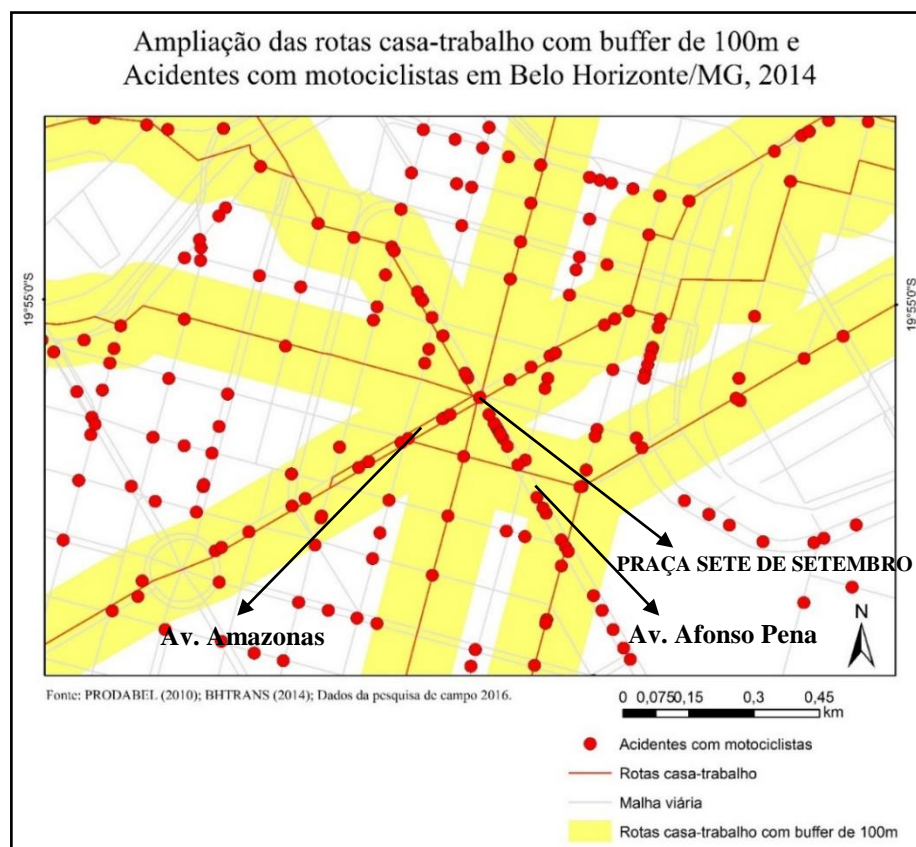 Ampliação das rotas casa-trabalho com buffer de 100m e
Acidentes com motociclistas em Belo Horizonte/MG, 2014
19°55'0"S
19°55'0"S
PRAÇA SETE DE SETEMBRO
Av. Amazonas
Av. Afonso Pena
N
Fonte: PRODABEL (2010); BHTRANS (2014); Dados da pesquisa de campo 2016.
0 0,0750,15 0,3 0,45
km
Acidentes com motociclistas
Rotas casa-trabalho
Malha viária
Rotas casa-trabalho com buffer de 100m